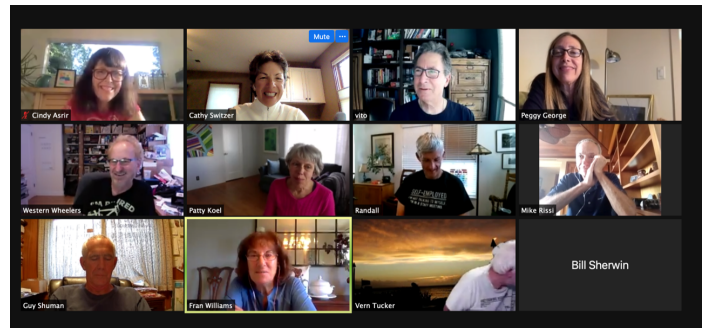 Mute
Cindy Asrir
Cathy Switzer
vito
Peggy George
Western Wheelers
Patty Koel
SELF-EMPLOYED
Randall
Mike Rissi
Guy Shuman
Fran Williams
Vern Tucker
Bill Sherwin